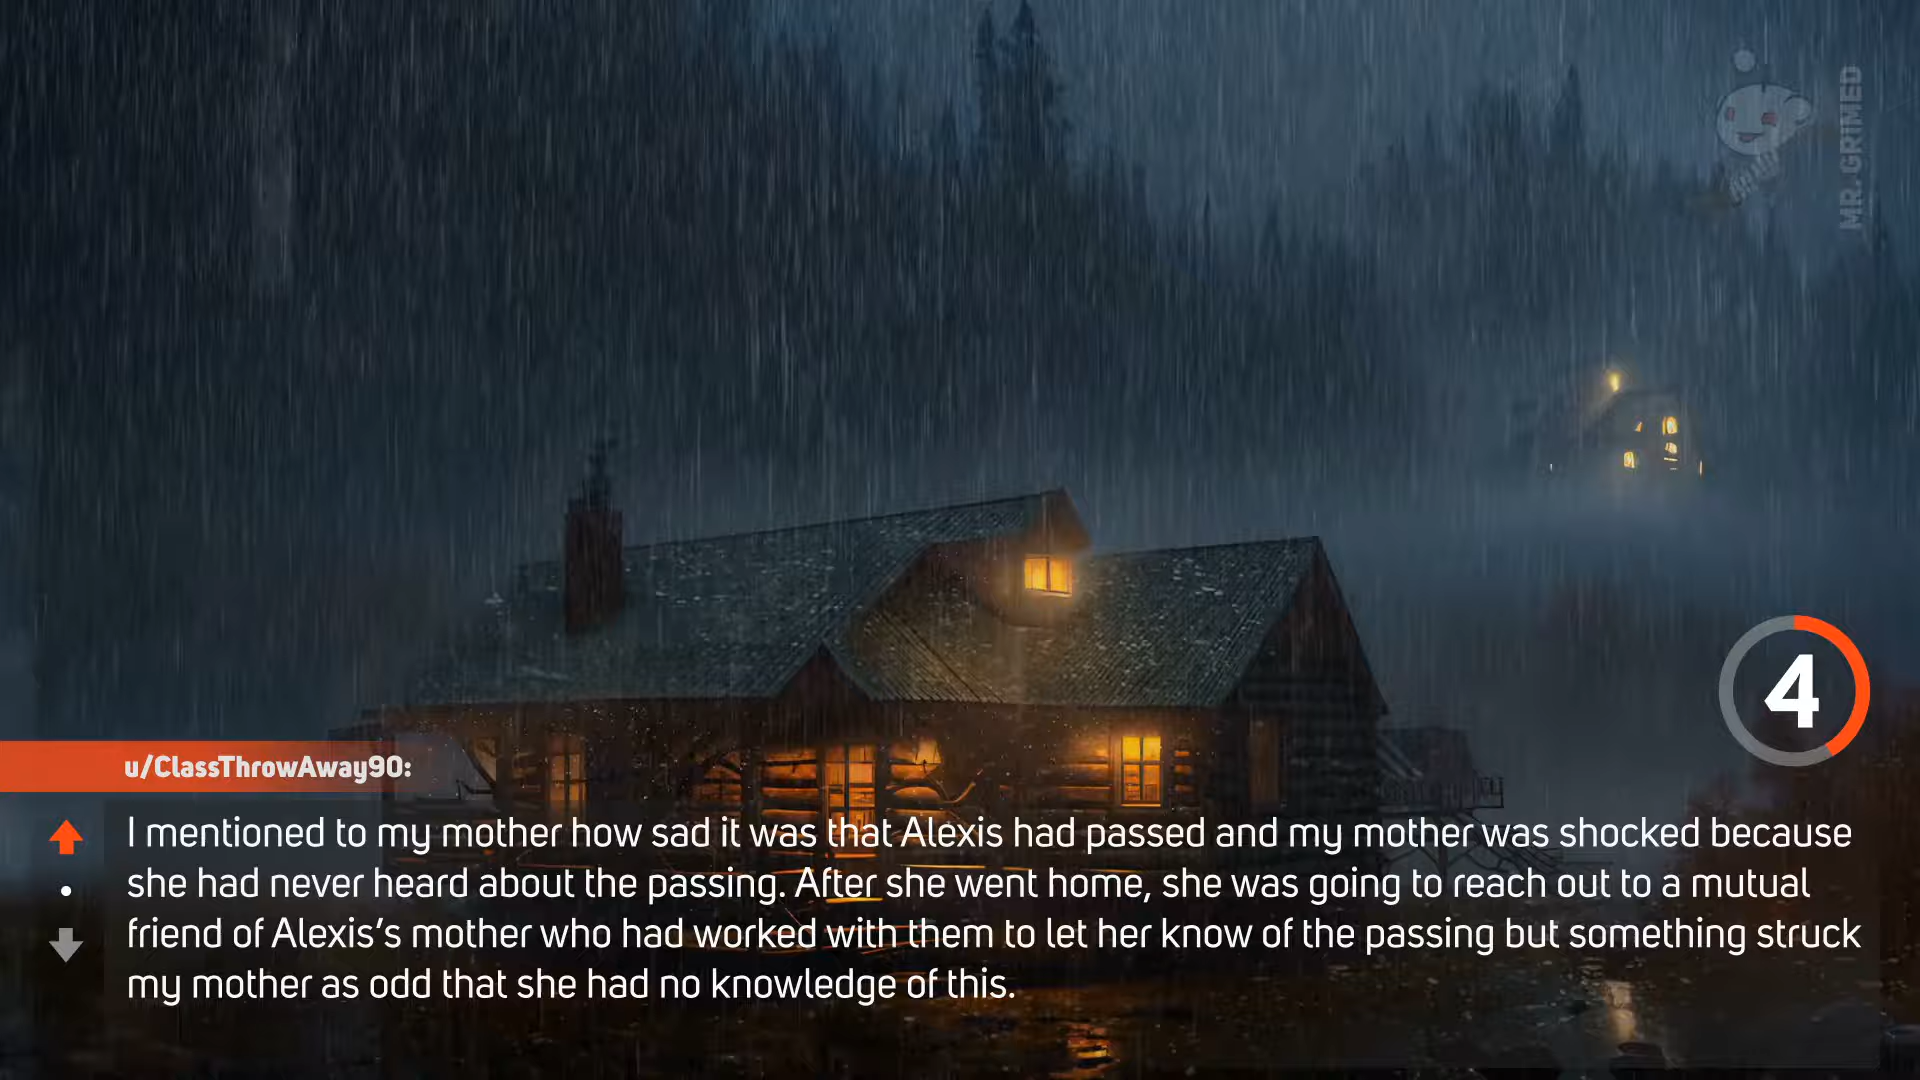 MR. GRIMED
4
u/ClassThrowAway90:
I mentioned to my mother how sad it was that Alexis had passed and my mother was shocked because
she had never heard about the passing. After she went home, she was going to reach out to a mutual
friend of Alexis’s mother who had worked with them to let her know of the passing but something struck
my mother as odd that she had no knowledge of this.